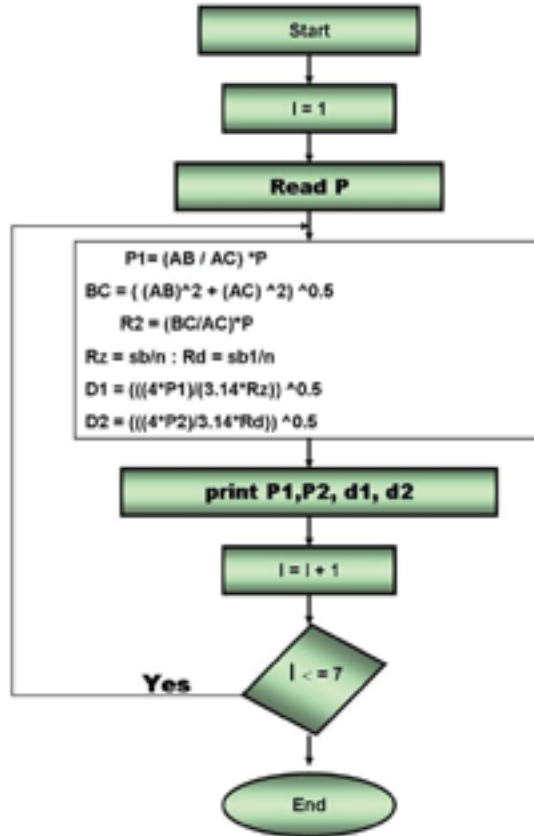 Start
I = 1
Read P
P1= (AB / AC) *P
BC = ( (AB)^2 + (AC) ^2) ^0.5
R2 = (BC/AC)*P
Rz = sb/n : Rd = sb1/n
D1 = (((4*P1)/(3.14*Rz)) ^0.5
D2 = (((4*P2)/3.14*Rd)) ^0.5
print P1,P2, d1, d2
I = I + 1
I < = 7
Yes
End